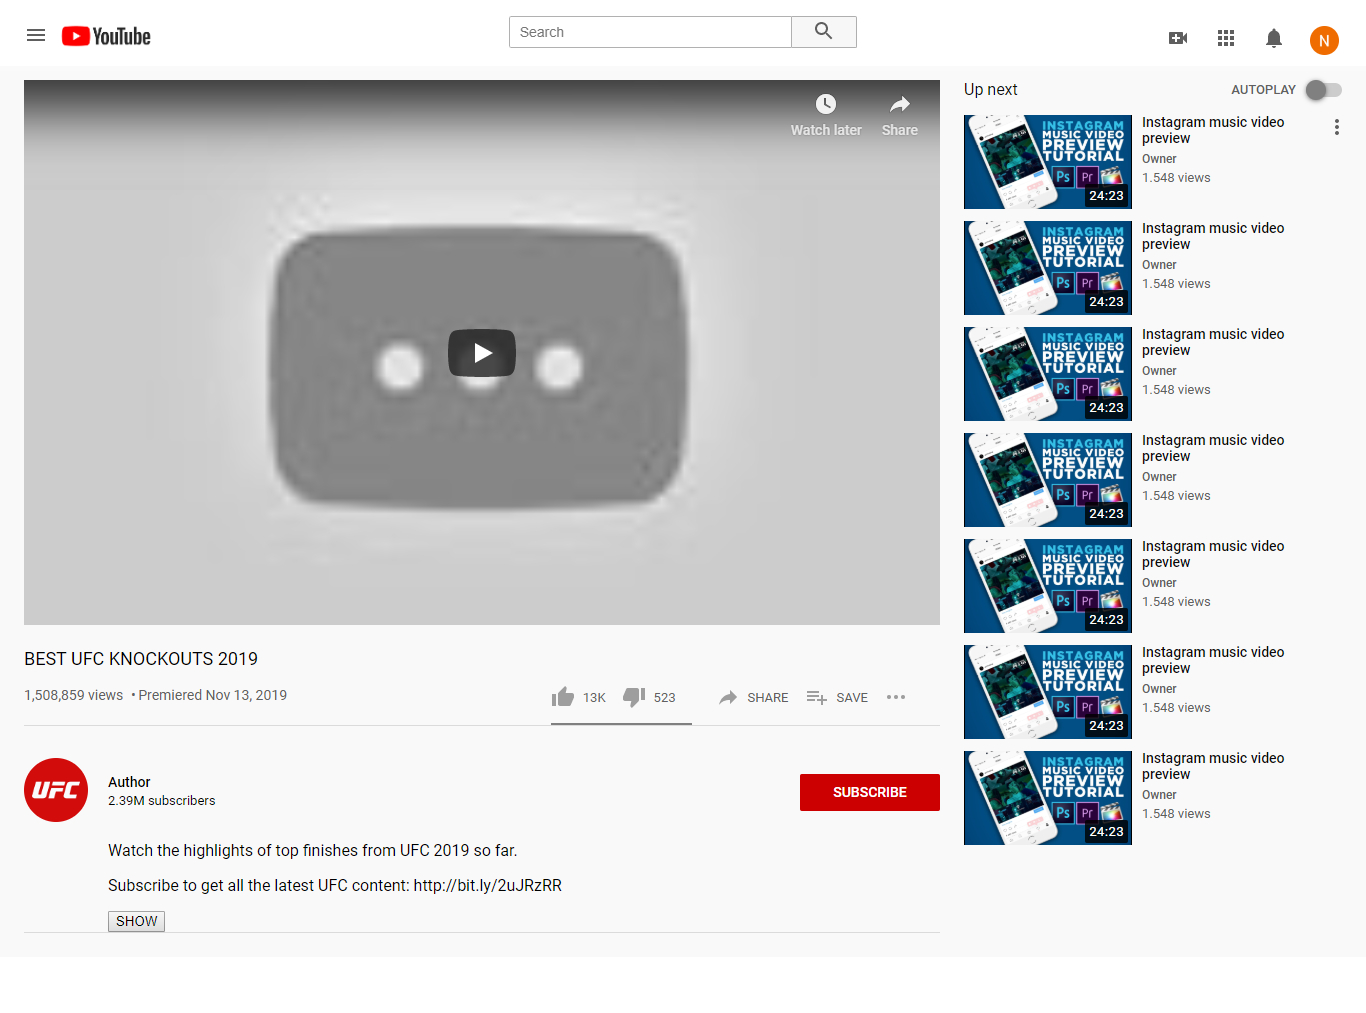 YouTube
Search
N
Watch later
Share
BEST UFC KNOCKOUTS 2019
1,508,859 views • Premiered Nov 13, 2019
13K
523
SHARE
SAVE
UFC
Author
2.39M subscribers
SUBSCRIBE
Watch the highlights of top finishes from UFC 2019 so far.
Subscribe to get all the latest UFC content: http://bit.ly/2uJRzRR
SHOW
Up next
AUTOPLAY
INSTAGRAM
MUSIC VIDEO
PREVIEW
TUTORIAL
Ps Pr
24:23
Instagram music video
preview
Owner
1.548 views
INSTAGRAM
MUSIC VIDEO
PREVIEW
TUTORIAL
Ps Pr
24:23
Instagram music video
preview
Owner
1.548 views
INSTAGRAM
MUSIC VIDEO
PREVIEW
TUTORIAL
Ps Pr
24:23
Instagram music video
preview
Owner
1.548 views
INSTAGRAM
MUSIC VIDEO
PREVIEW
TUTORIAL
Ps Pr
24:23
Instagram music video
preview
Owner
1.548 views
INSTAGRAM
MUSIC VIDEO
PREVIEW
TUTORIAL
Ps Pr
24:23
Instagram music video
preview
Owner
1.548 views
INSTAGRAM
MUSIC VIDEO
PREVIEW
TUTORIAL
Ps Pr
24:23
Instagram music video
preview
Owner
1.548 views
INSTAGRAM
MUSIC VIDEO
PREVIEW
TUTORIAL
Ps Pr
24:23
Instagram music video
preview
Owner
1.548 views